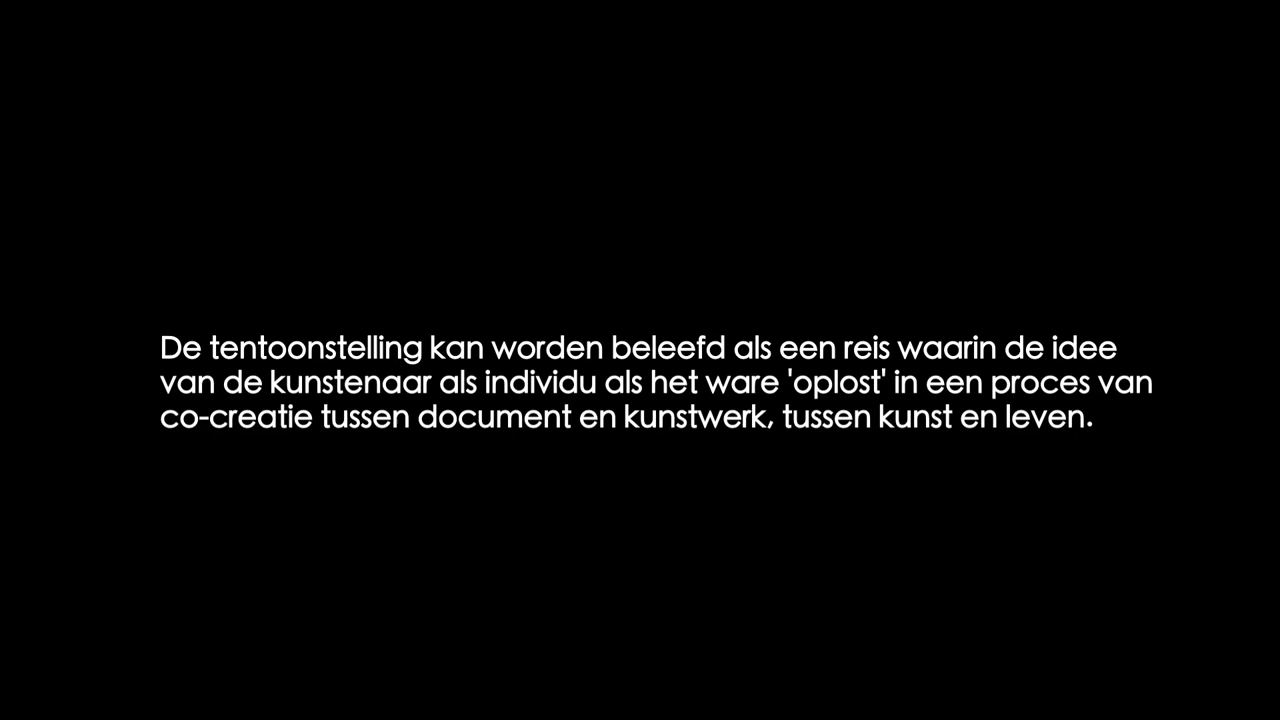 De tentoonstelling kan worden beleefd als een reis waarin de idee
van de kunstenaar als individu als het ware 'oplost' in een proces van
co-creatie tussen document en kunstwerk, tussen kunst en leven.